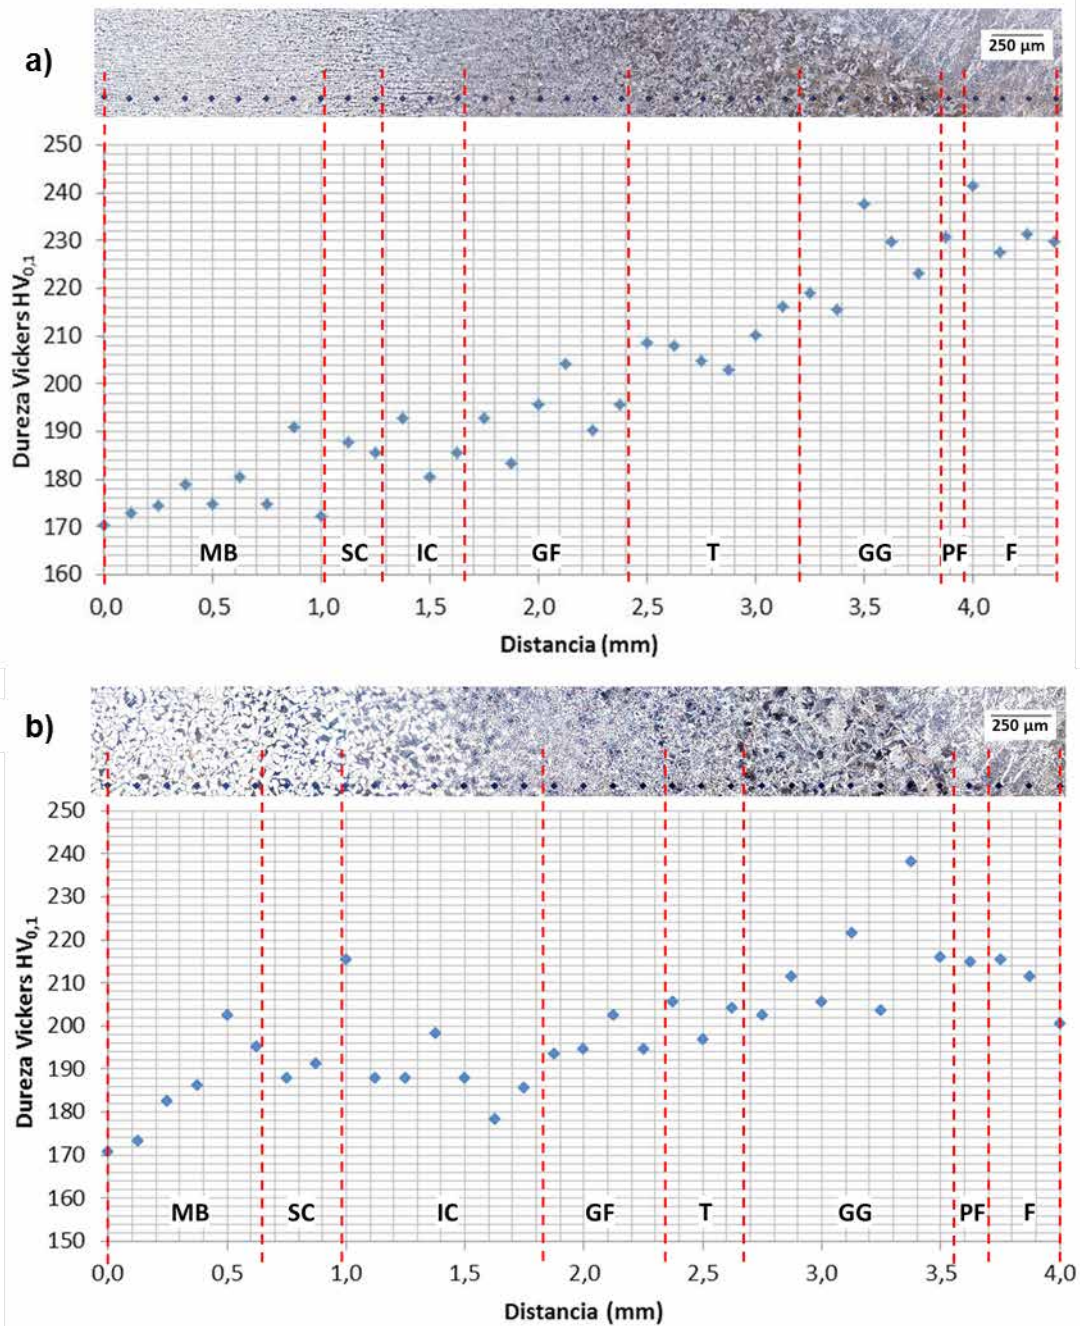 a)
250 µm
250
240
230
220
210
200
190
180
170
160
Dureza Vickers HV0,1
MB SC IC GF T GG PF F
0,0 0,5 1,0 1,5 2,0 2,5 3,0 3,5 4,0
Distancia (mm)
b)
250 µm
250
240
230
220
210
200
190
180
170
160
150
Dureza Vickers HV0,1
MB SC IC GF T GG PF F
0,0 0,5 1,0 1,5 2,0 2,5 3,0 3,5 4,0
Distancia (mm)